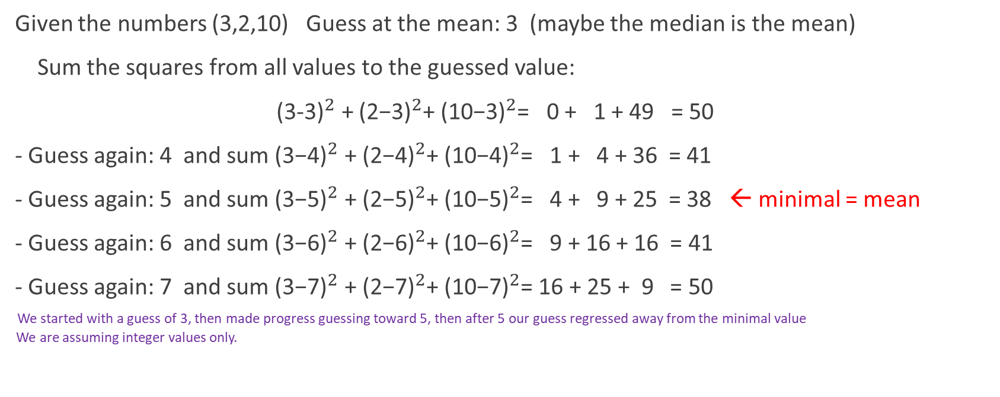 Given the numbers (3,2,10)   Guess at the mean: 3  (maybe the median is the mean)
Sum the squares from all values to the guessed value:
(3-3)² + (2−3)²+ (10−3)²=   0 +   1 + 49   = 50
- Guess again: 4  and sum (3−4)² + (2−4)²+ (10−4)²=   1 +   4 + 36  = 41
- Guess again: 5  and sum (3−5)² + (2−5)²+ (10−5)²=   4 +   9 + 25  = 38   ← minimal = mean
- Guess again: 6  and sum (3−6)² + (2−6)²+ (10−6)²=   9 + 16 + 16  = 41
- Guess again: 7  and sum (3−7)² + (2−7)²+ (10−7)²= 16 + 25 +  9   = 50
We started with a guess of 3, then made progress guessing toward 5, then after 5 our guess regressed away from the minimal value
We are assuming integer values only.